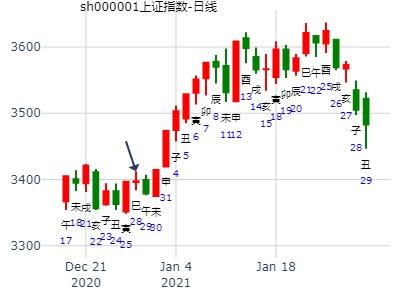 sh000001上证指数-日线
3600
3500
3400
3300
午
17
未
18
戌
21
亥
22
子
23
丑
24
寅
25
巳
28
午
29
未
30
申
31
子
4
丑
5
寅
6
卯
7
辰
8
未
11
申
12
酉
13
戌
14
亥
15
寅
18
卯
19
辰
20
巳
21
午
22
酉
25
戌
26
亥
27
子
28
丑
29
Dec 21
2020
Jan 4
2021
Jan 18